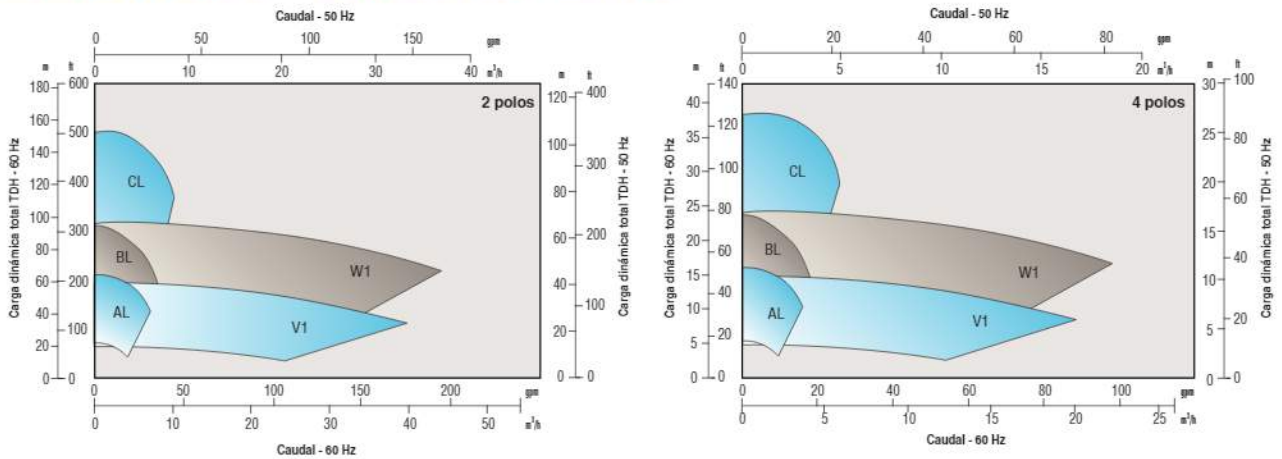 Caudal - 50 Hz
0 50 100 150 gpm
0 10 20 30 40 m³/h
m ft
180 160 140 120 100 80 60 40 20 0
600 500 400 300 200 100 0
Carga dinámica total TDH - 60 Hz
2 polos
CL
BL
AL
W1
V1
m ft
120 100 80 60 40 20 0
400 300 200 100 0
Carga dinámica total TDH - 50 Hz
0 50 100 150 200 gpm
0 10 20 30 40 50 m³/h
Caudal - 60 Hz
Caudal - 50 Hz
0 20 40 60 80 gpm
0 5 10 15 20 m³/h
m ft
40 35 30 25 20 15 10 5 0
140 120 100 80 60 40 20 0
Carga dinámica total TDH - 60 Hz
4 polos
CL
BL
AL
W1
V1
m ft
30 25 20 15 10 5 0
100 80 60 40 20 0
Carga dinámica total TDH - 50 Hz
0 20 40 60 80 100 gpm
0 5 10 15 20 25 m³/h
Caudal - 60 Hz